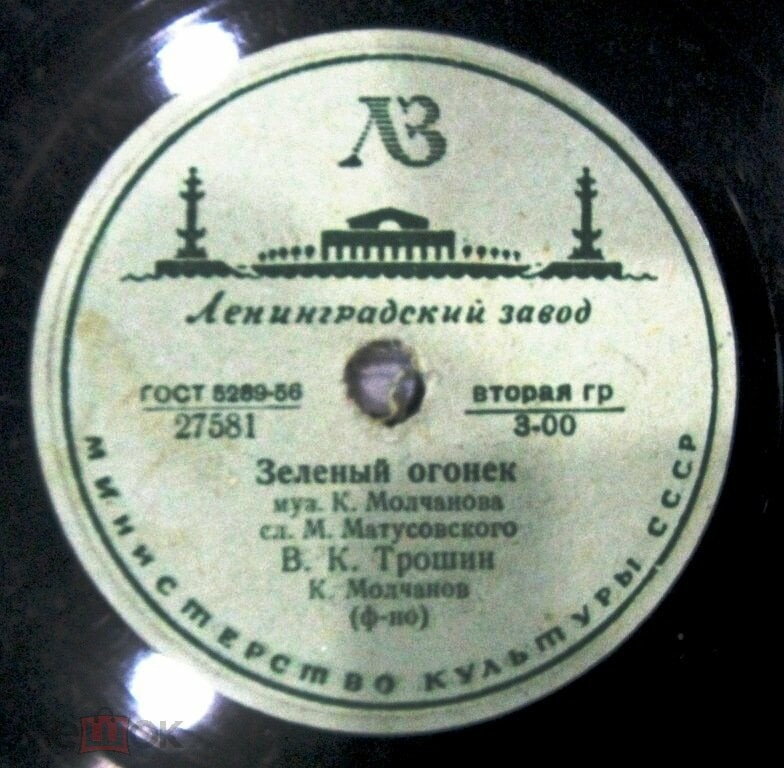 ЛЗ
Ленинградский завод
ГОСТ 5289-56
27581
вторая гр
3-00
Зеленый огонек
муз. К. Молчанова
сл. М. Матусовского
В. К. Трошин
К. Молчанов
(ф-но)
МИНИСТЕРСТВО КУЛЬТУРЫ СССР